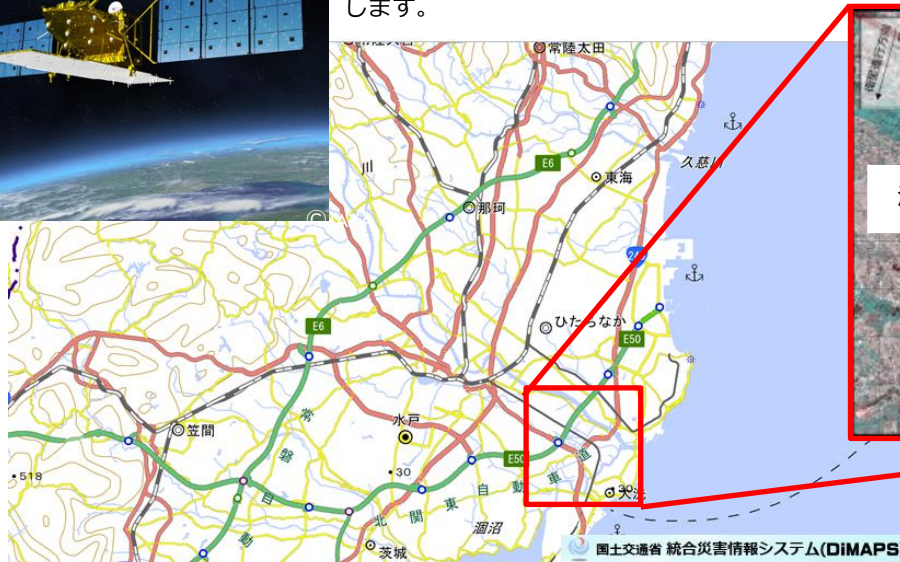 します。
常陸太田
久慈川
E6
東海
川
那珂
ひたちなか
E6
E50
水戸
笠間
常磐自動
E50
518
30
北関東自動車道
大洗
涸沼
茨城
国土交通省 統合災害情報システム(DiMAPS